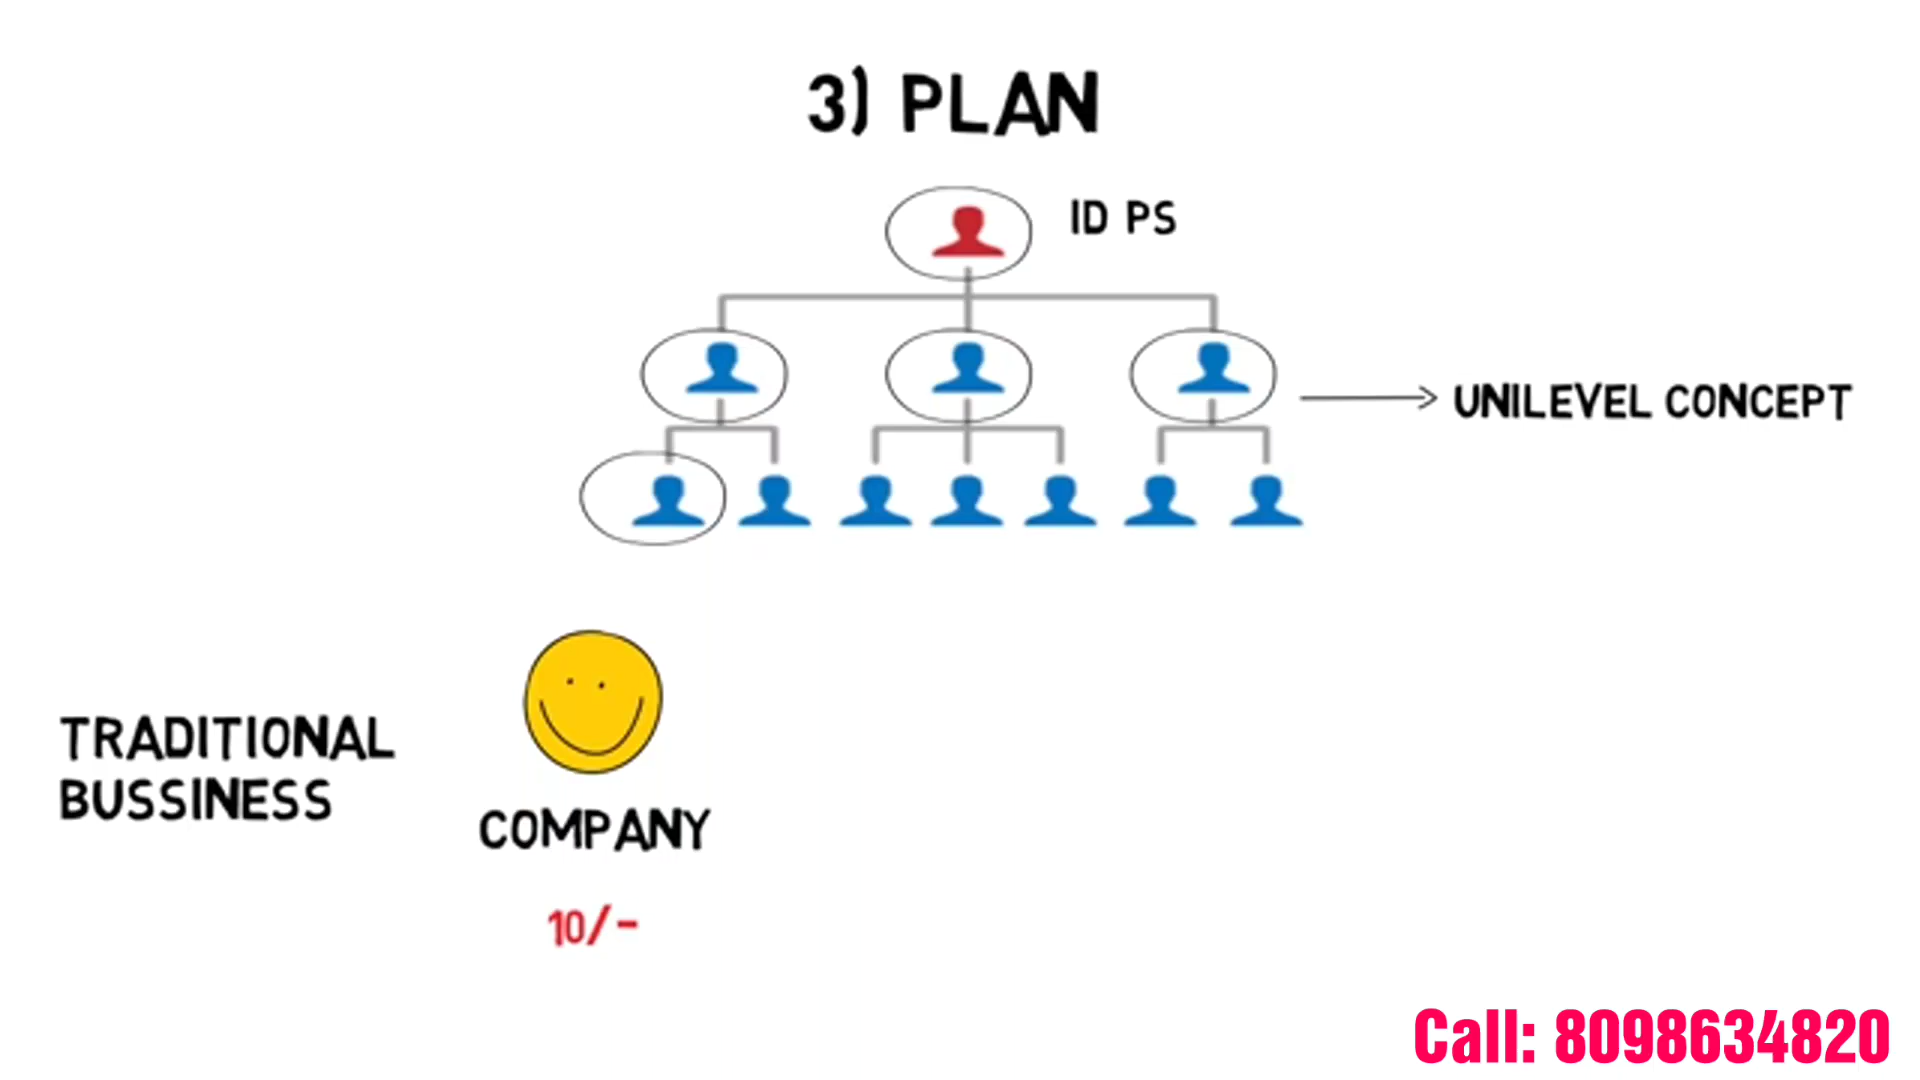 3) PLAN
ID PS
UNILEVEL CONCEPT
TRADITIONAL
BUSSINESS
COMPANY
10/-
Call: 8098634820